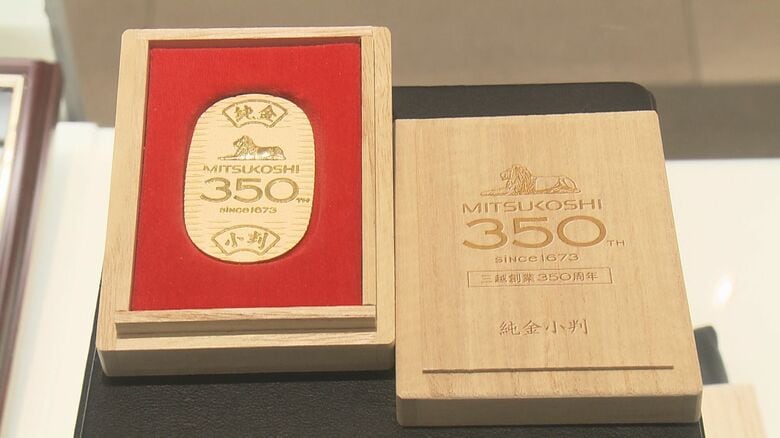 純金
MITSUKOSHI
350TH
since1673
小判
MITSUKOSHI
350TH
since1673
三越創業350周年
純金小判